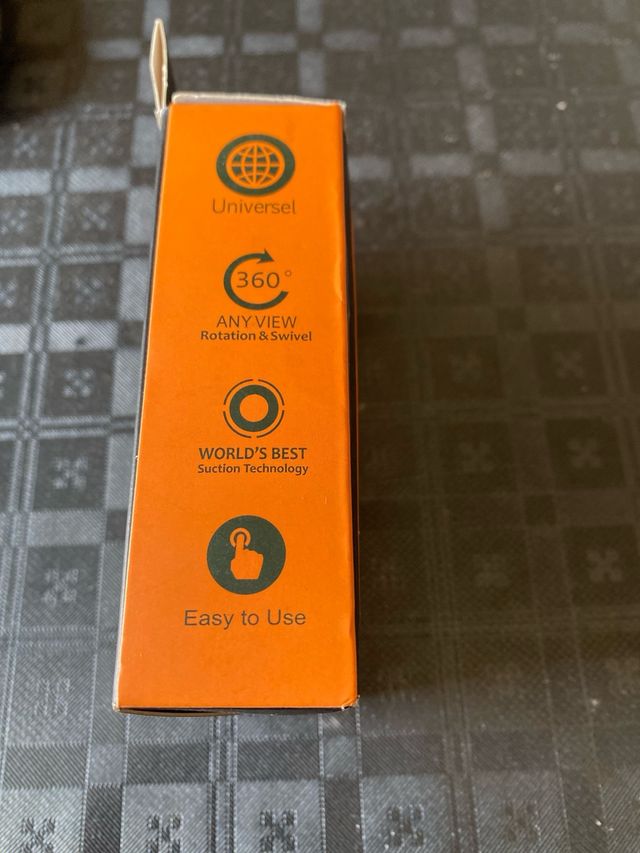 Universel
360°
ANY VIEW
Rotation & Swivel
WORLD'S BEST
Suction Technology
Easy to Use